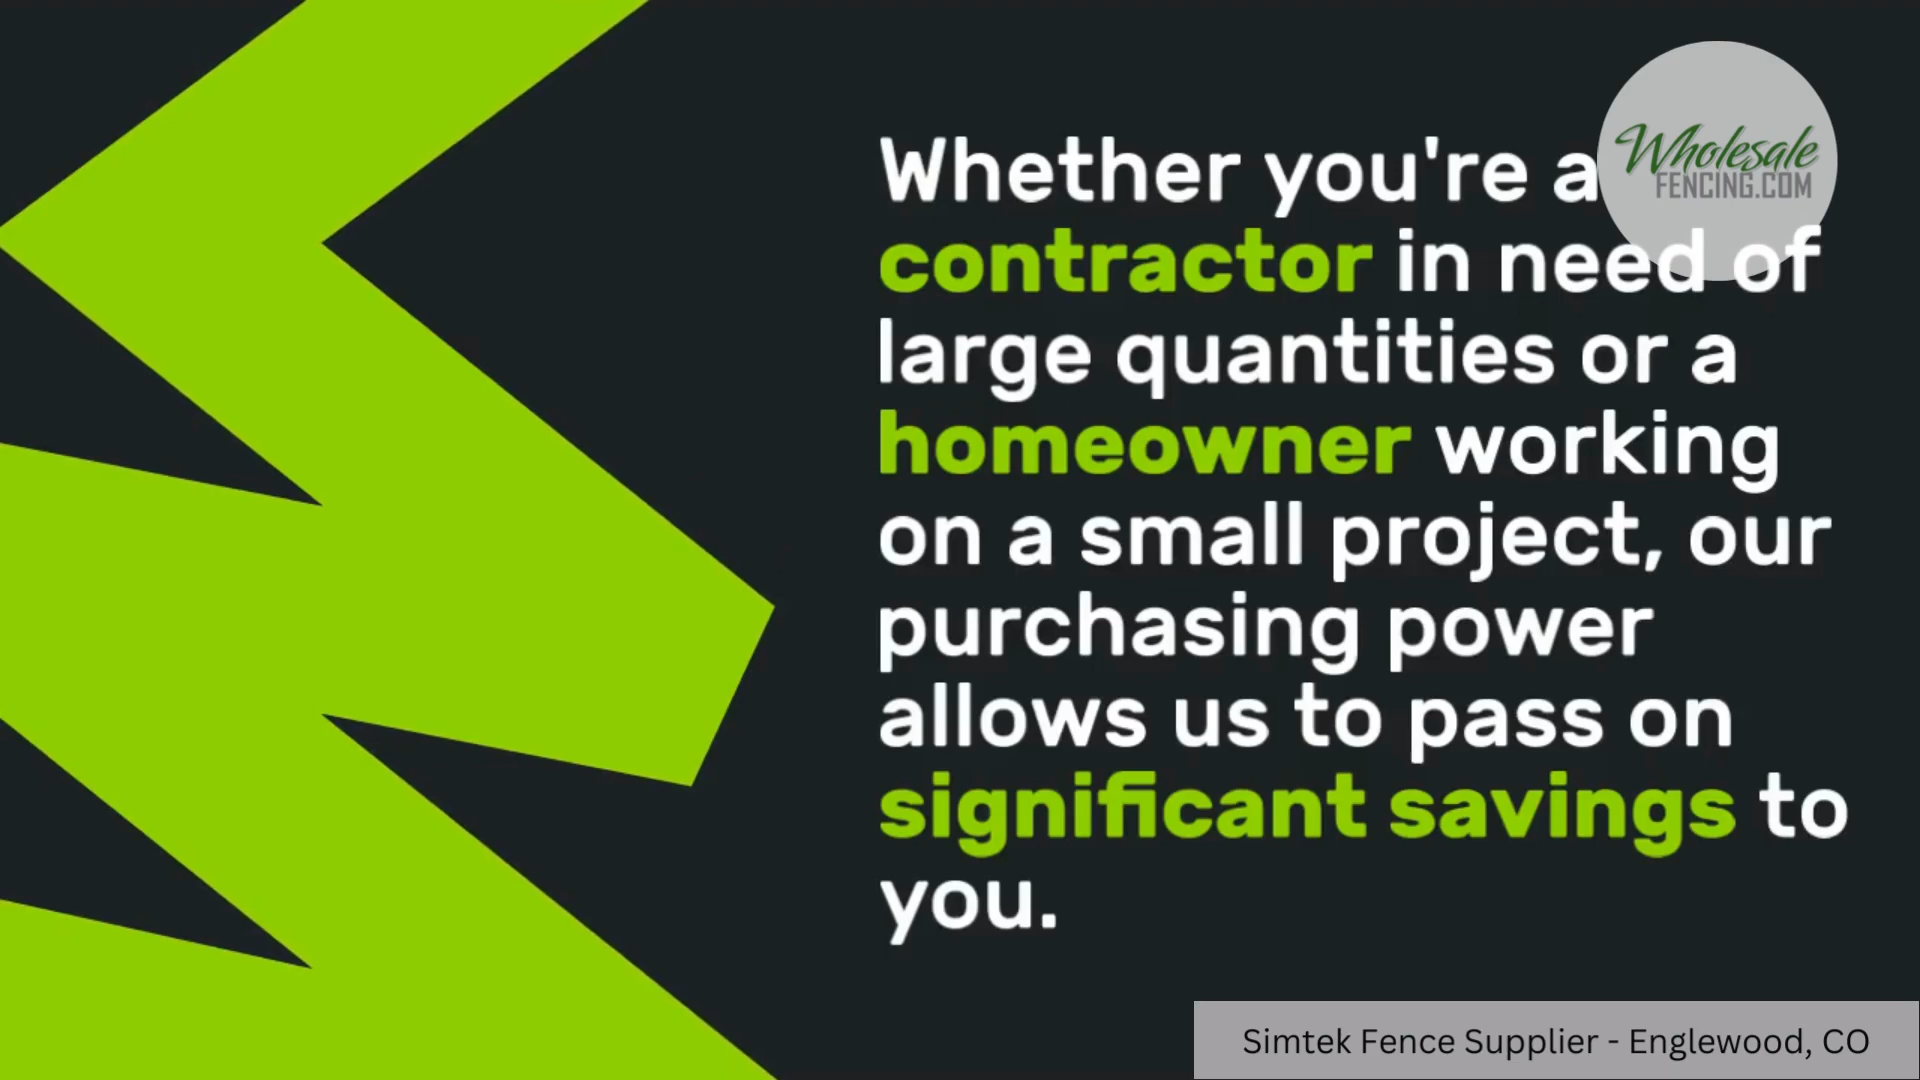 Whether you're a
Wholesale
FENCING.COM
contractor in need of
large quantities or a
homeowner working
on a small project, our
purchasing power
allows us to pass on
significant savings to
you.
Simtek Fence Supplier - Englewood, CO